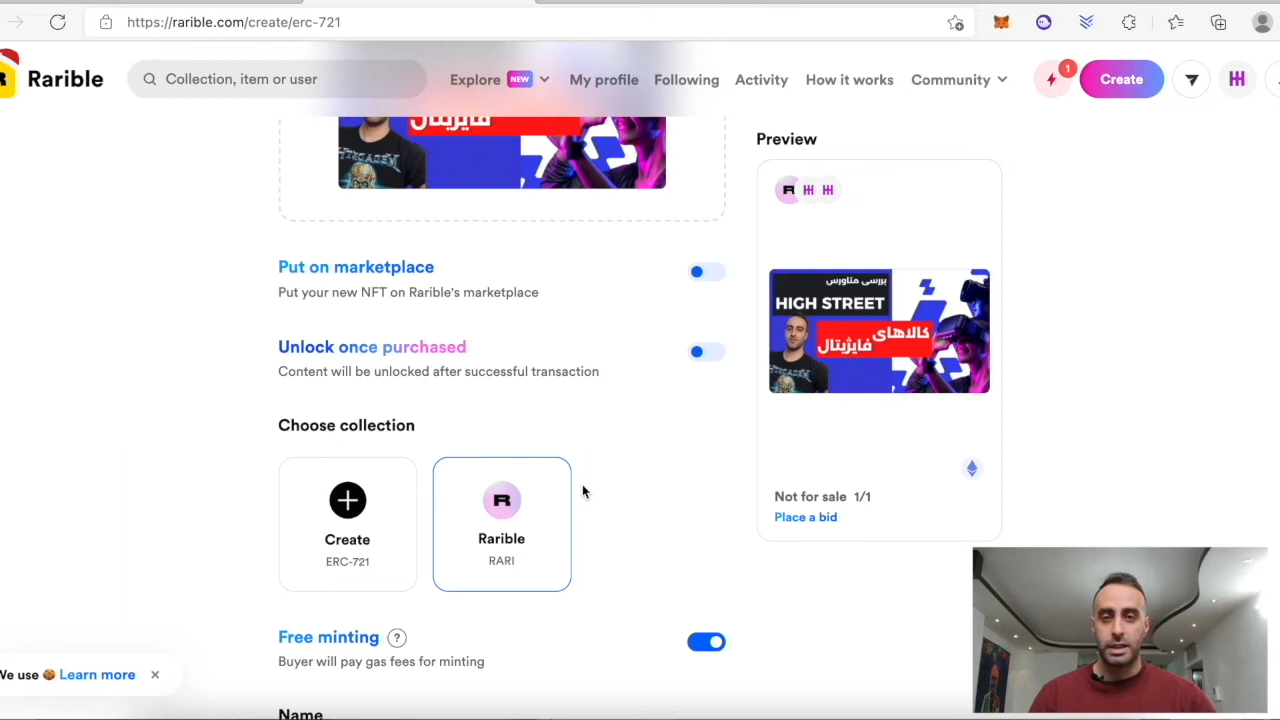 https://rarible.com/create/erc-721
Rarible
Collection, item or user
Explore NEW
My profile
Following
Activity
How it works
Community
1
Create
فایژیتال
MEGADETH
Preview
R
Put on marketplace
Put your new NFT on Rarible's marketplace
بررسی متاورس
HIGH STREET
کالاهای
فایژیتال
Unlock once purchased
Content will be unlocked after successful transaction
Choose collection
Create
ERC-721
R
Rarible
RARI
Not for sale 1/1
Place a bid
Free minting ?
Buyer will pay gas fees for minting
We use 🍪 Learn more
Name